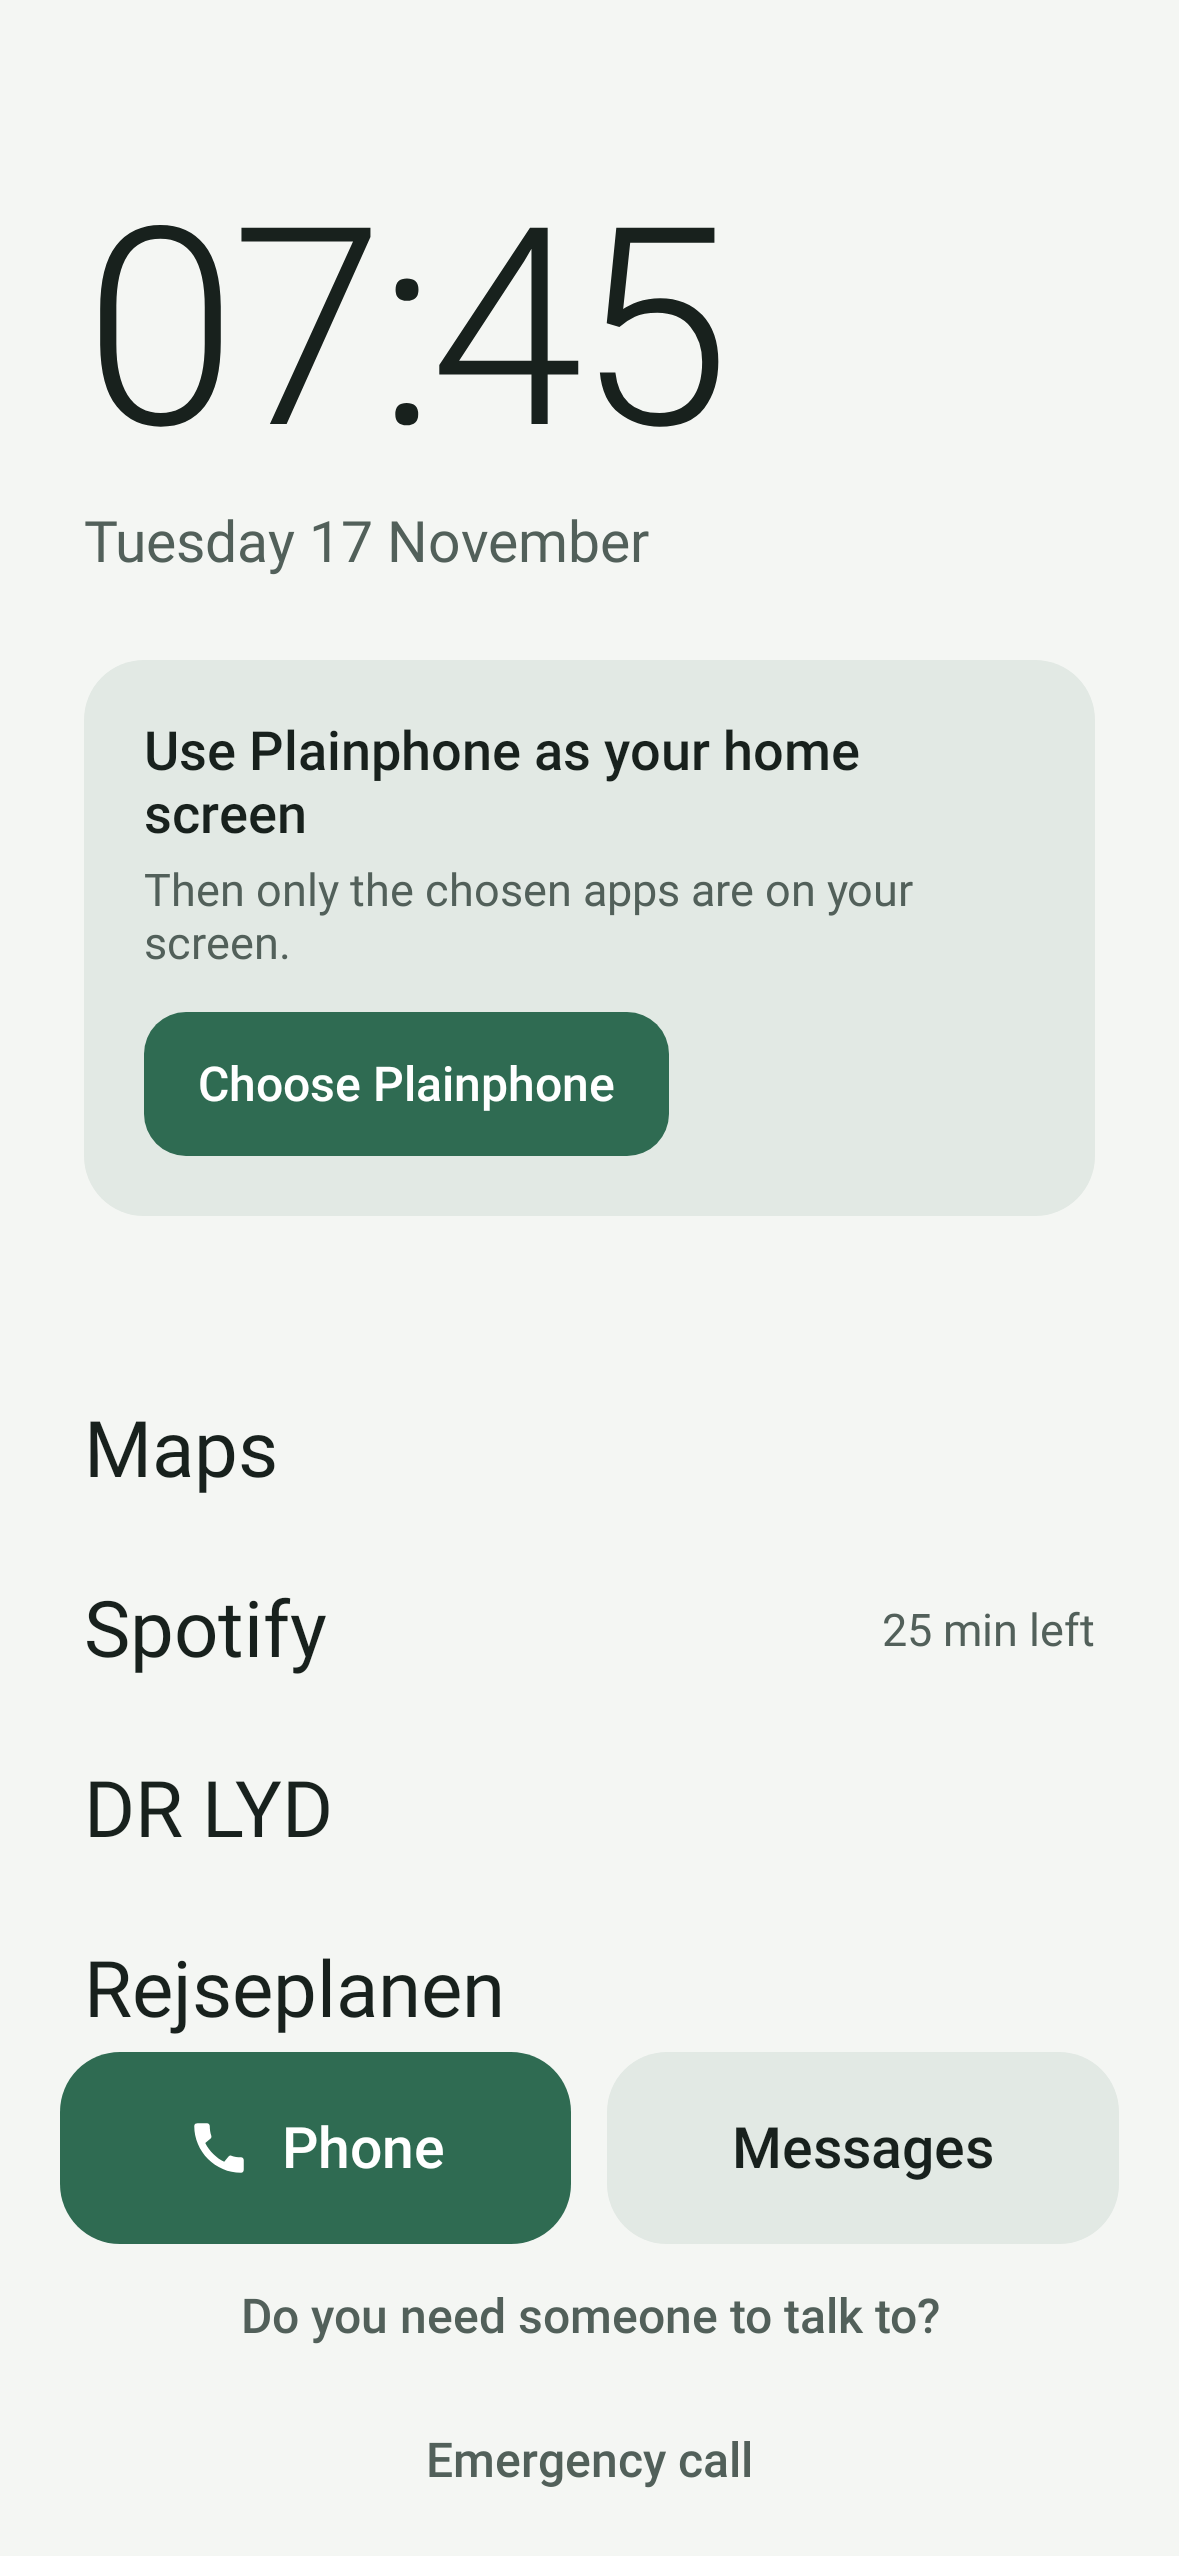 07:45
Tuesday 17 November
Use Plainphone as your home
screen
Then only the chosen apps are on your
screen.
Choose Plainphone
Maps
Spotify
25 min left
DR LYD
Rejseplanen
Phone
Messages
Do you need someone to talk to?
Emergency call